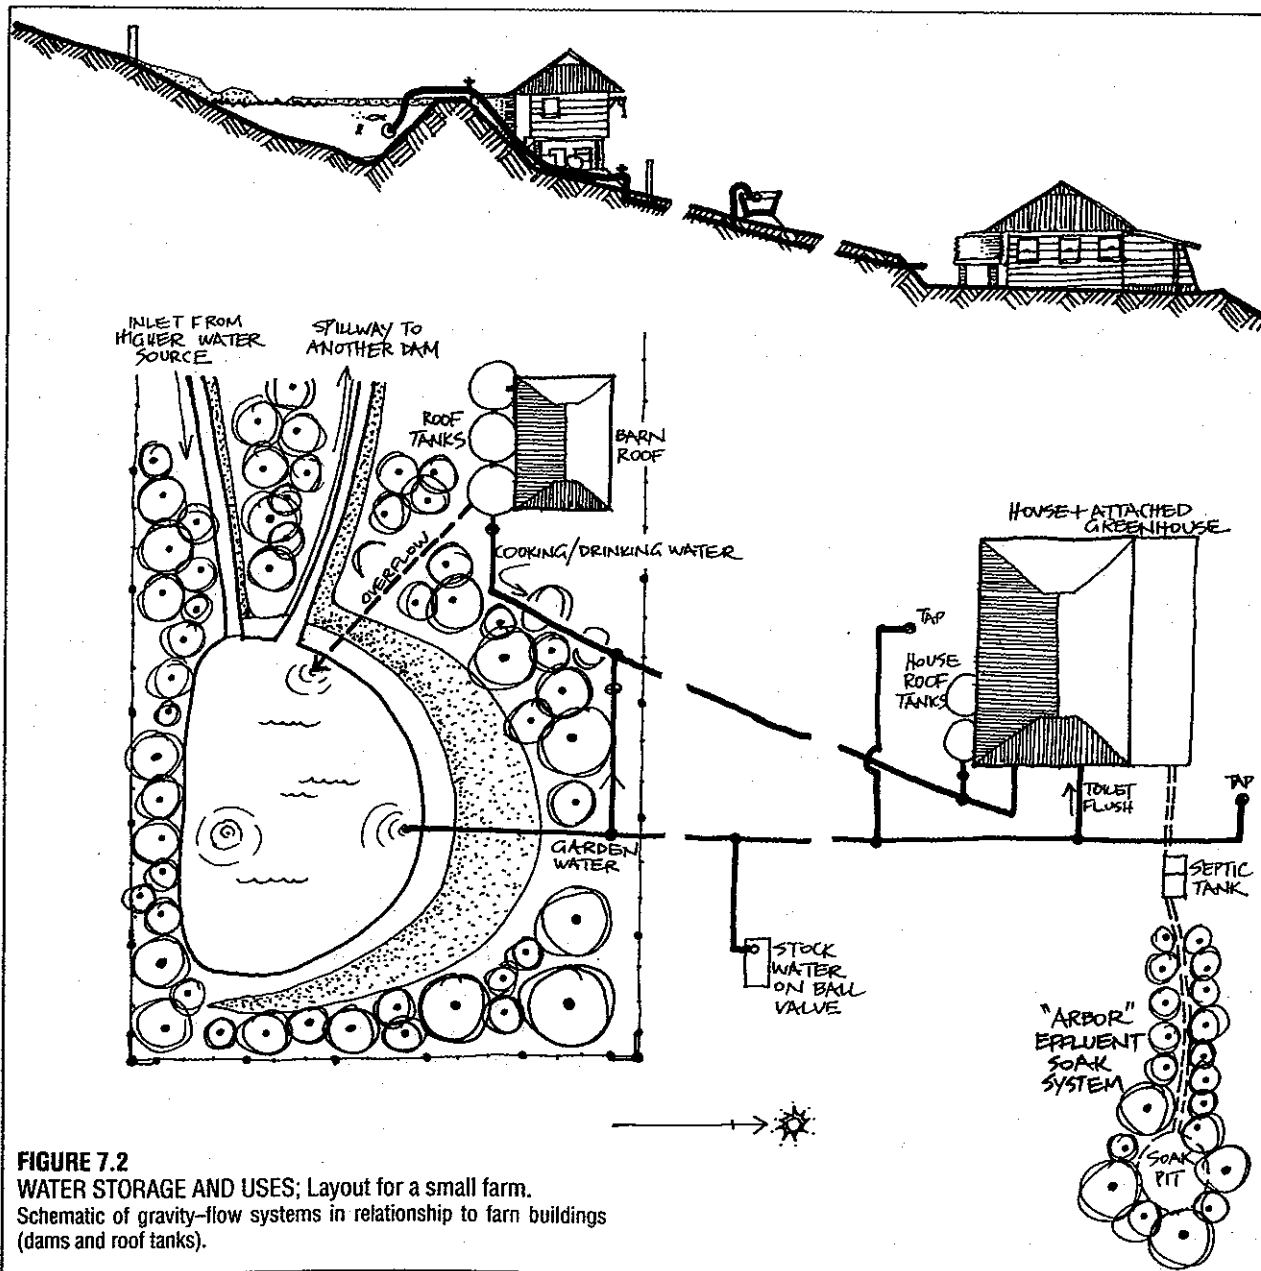 INLET FROM
HIGHER WATER
SOURCE
SPILLWAY TO
ANOTHER DAM
ROOF
TANKS
BARN
ROOF
OVERFLOW
COOKING/DRINKING WATER
HOUSE + ATTACHED
GREENHOUSE
TAP
HOUSE
ROOF
TANKS
TOILET
FLUSH
TAP
GARDEN
WATER
SEPTIC
TANK
STOCK
WATER
ON BALL
VALVE
"ARBOR"
EFFLUENT
SOAK
SYSTEM
SOAK
PIT
FIGURE 7.2
WATER STORAGE AND USES; Layout for a small farm.
Schematic of gravity-flow systems in relationship to farn buildings
(dams and roof tanks).